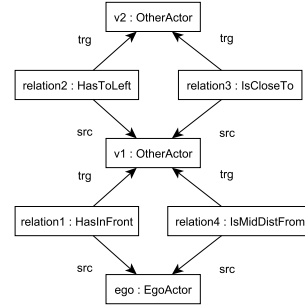 v2 : OtherActor
trg
trg
relation2 : HasToLeft
relation3 : IsCloseTo
src
src
v1 : OtherActor
trg
trg
relation1 : HasInFront
relation4 : IsMidDistFrom
src
src
ego : EgoActor